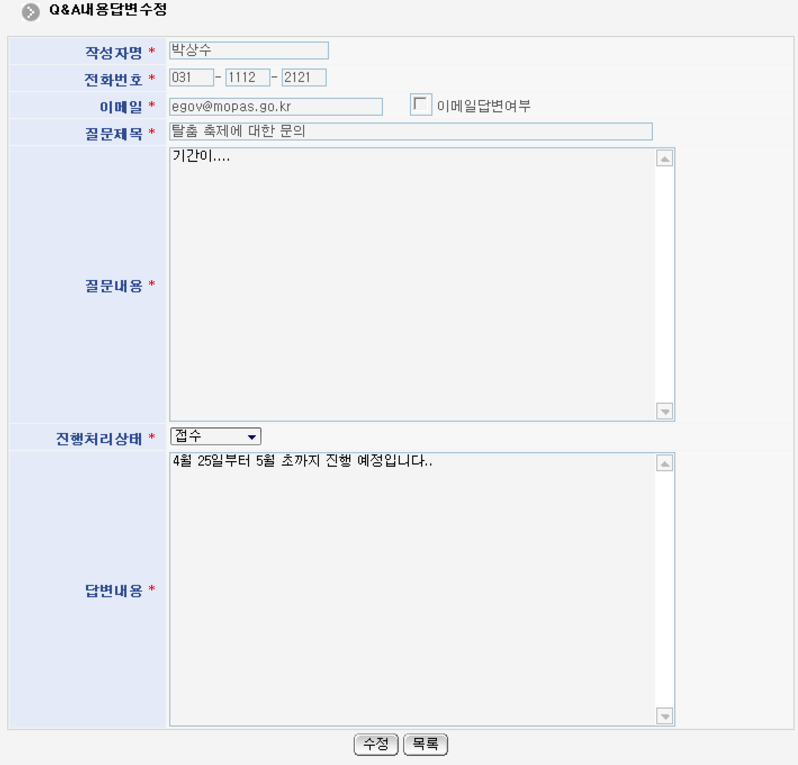 Q&A내용답변수정
작성자명 * 박상수
전화번호 * 031 - 1112 - 2121
이메일 * egov@mopas.go.kr 이메일답변여부
질문제목 * 탈춤 축제에 대한 문의
기간이....
질문내용 *
진행처리상태 * 접수
4월 25일부터 5월 초까지 진행 예정입니다..
답변내용 *
수정 목록